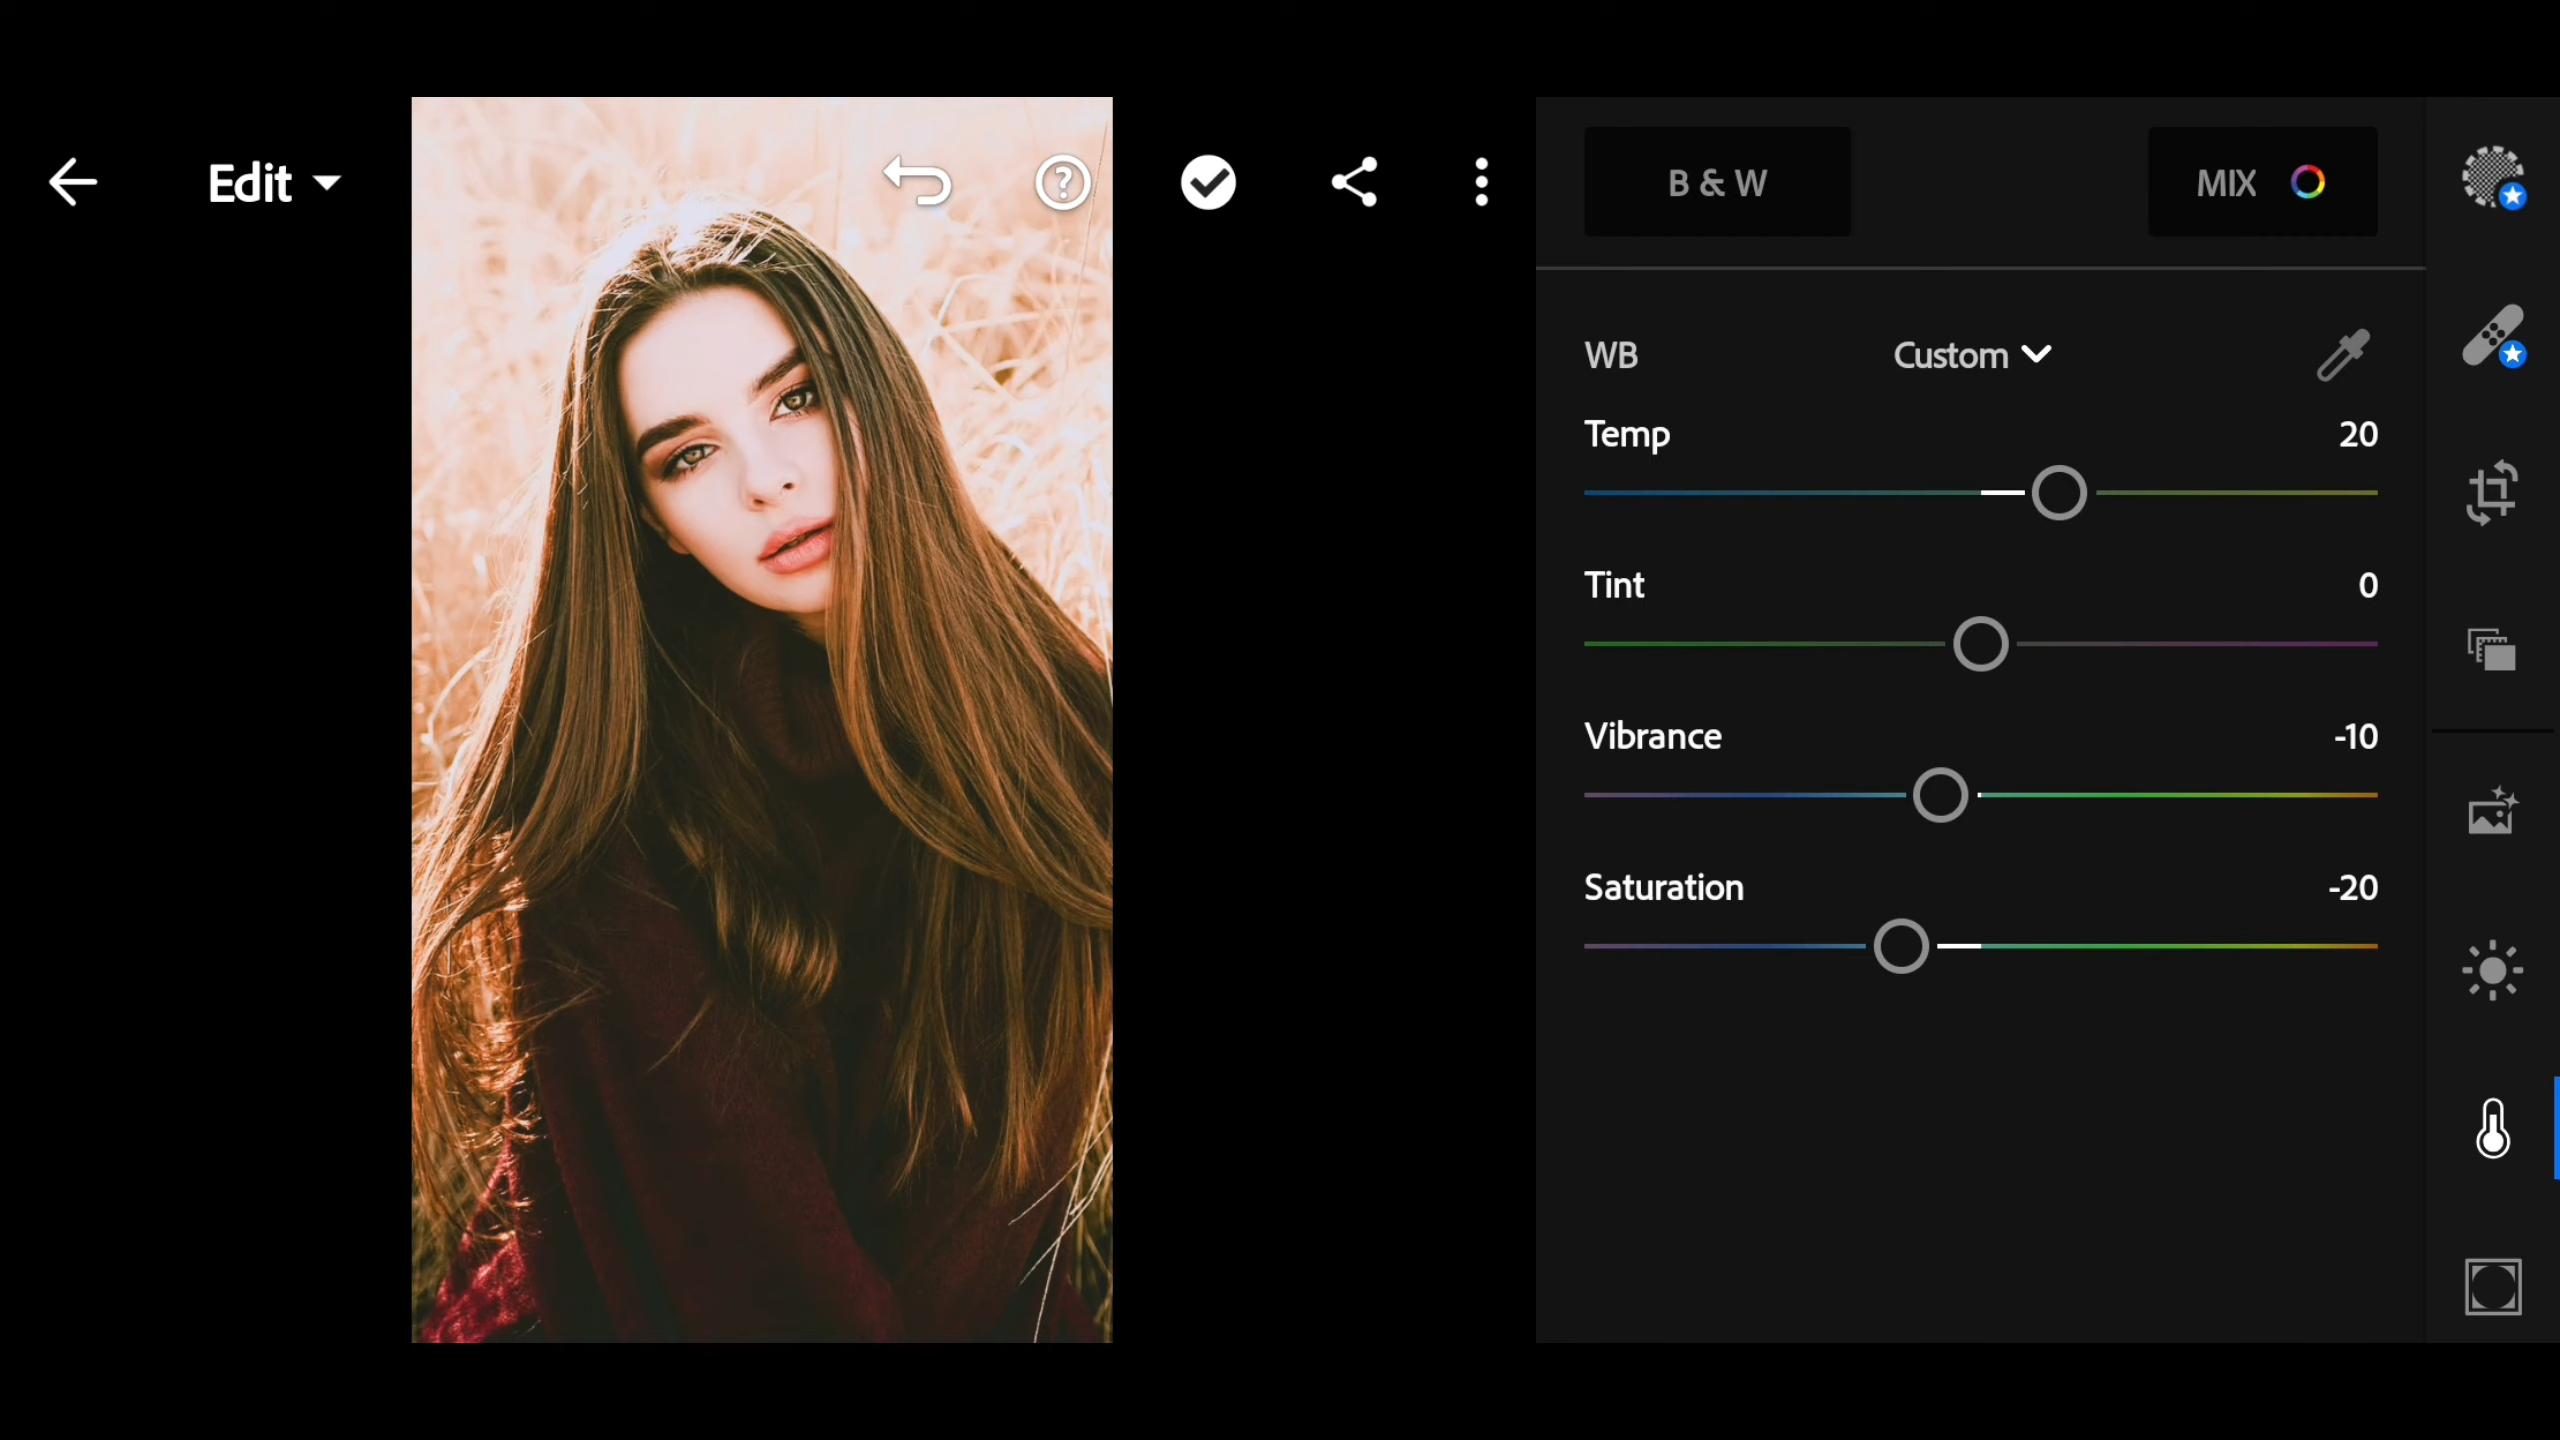 Edit
B & W
MIX
WB Custom
Temp 20
Tint 0
Vibrance -10
Saturation -20